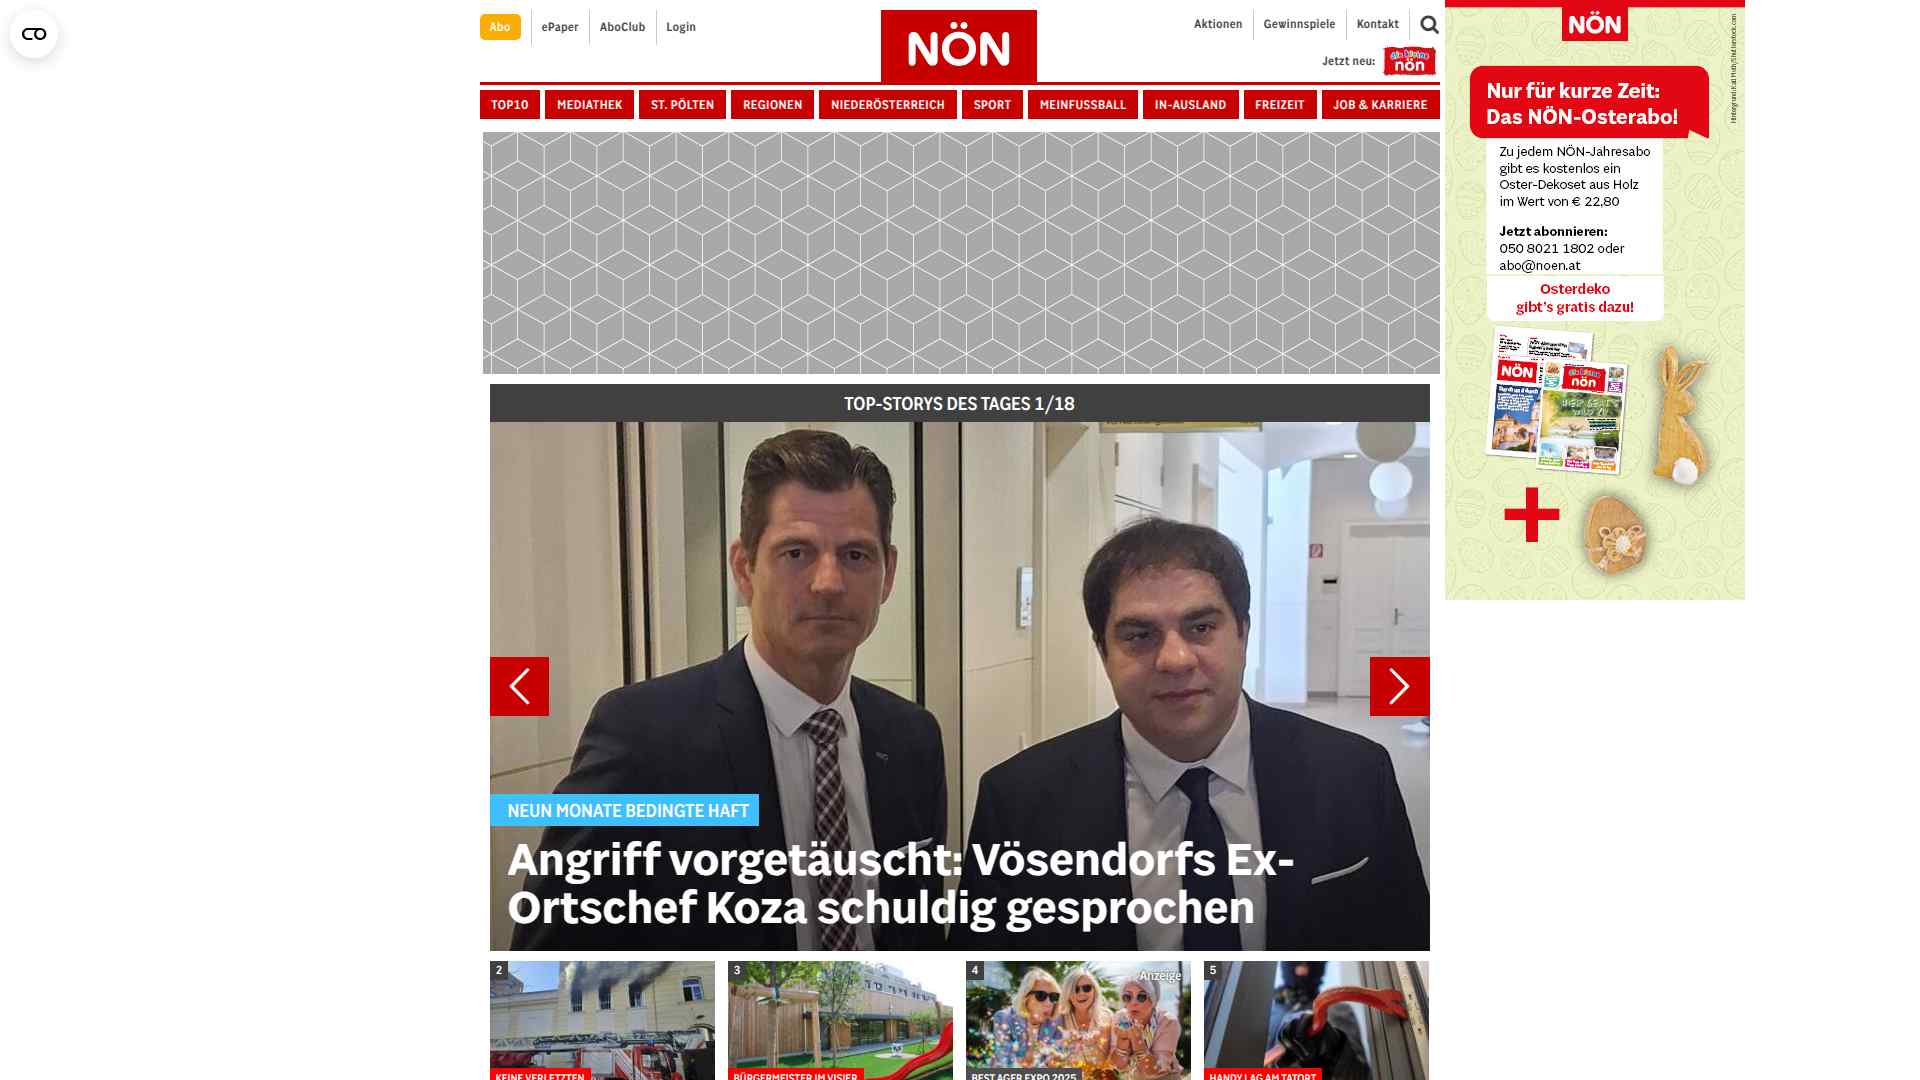 Abo
ePaper
AboClub
Login
NÖN
Aktionen
Gewinnspiele
Kontakt
Jetzt neu:
die kleine
nön
TOP10
MEDIATHEK
ST. PÖLTEN
REGIONEN
NIEDERÖSTERREICH
SPORT
MEINFUSSBALL
IN-AUSLAND
FREIZEIT
JOB & KARRIERE
TOP-STORYS DES TAGES 1/18
NEUN MONATE BEDINGTE HAFT
Angriff vorgetäuscht: Vösendorfs Ex-
Ortschef Koza schuldig gesprochen
2
KEINE VERLETZTEN
3
BÜRGERMEISTER IM VISIER
4
Anzeige
BEST AGER EXPO 2025
5
HANDY LAG AM TATORT
NÖN
Nur für kurze Zeit:
Das NÖN-Osterabo!
Zu jedem NÖN-Jahresabo
gibt es kostenlos ein
Oster-Dekoset aus Holz
im Wert von € 22,80
Jetzt abonnieren:
050 8021 1802 oder
abo@noen.at
Osterdeko
gibt's gratis dazu!
NÖN
die kleine
nön